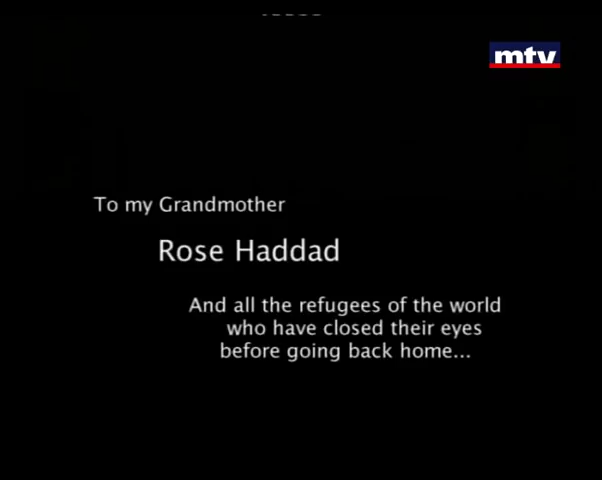 mtv
To my Grandmother
Rose Haddad
And all the refugees of the world
who have closed their eyes
before going back home...